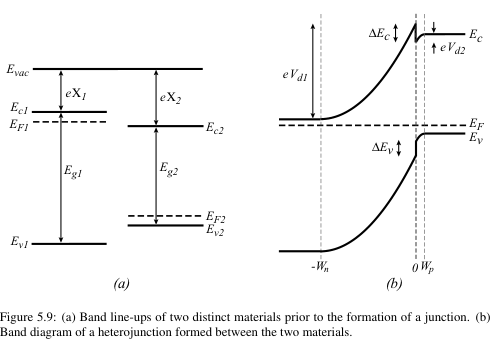 E_vac
eX_1
eX_2
E_c1
E_F1
E_c2
E_g1
E_g2
E_F2
E_v2
E_v1
(a)
ΔE_c
E_c
eV_d1
eV_d2
E_F
E_v
ΔE_v
-W_n
0
W_p
(b)
Figure 5.9: (a) Band line-ups of two distinct materials prior to the formation of a junction. (b)
Band diagram of a heterojunction formed between the two materials.